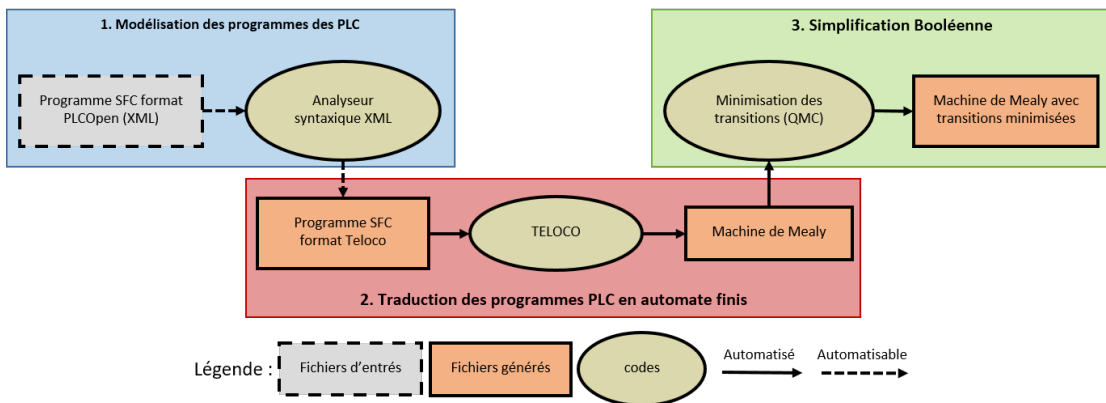 1. Modélisation des programmes des PLC
Programme SFC format
PLCOpen (XML)
Analyseur
syntaxique XML
3. Simplification Booléenne
Minimisation des
transitions (QMC)
Machine de Mealy avec
transitions minimisées
Programme SFC
format Teloco
TELOCO
Machine de Mealy
2. Traduction des programmes PLC en automate finis
Légende :
Fichiers d'entrés
Fichiers générés
codes
Automatisé
Automatisable